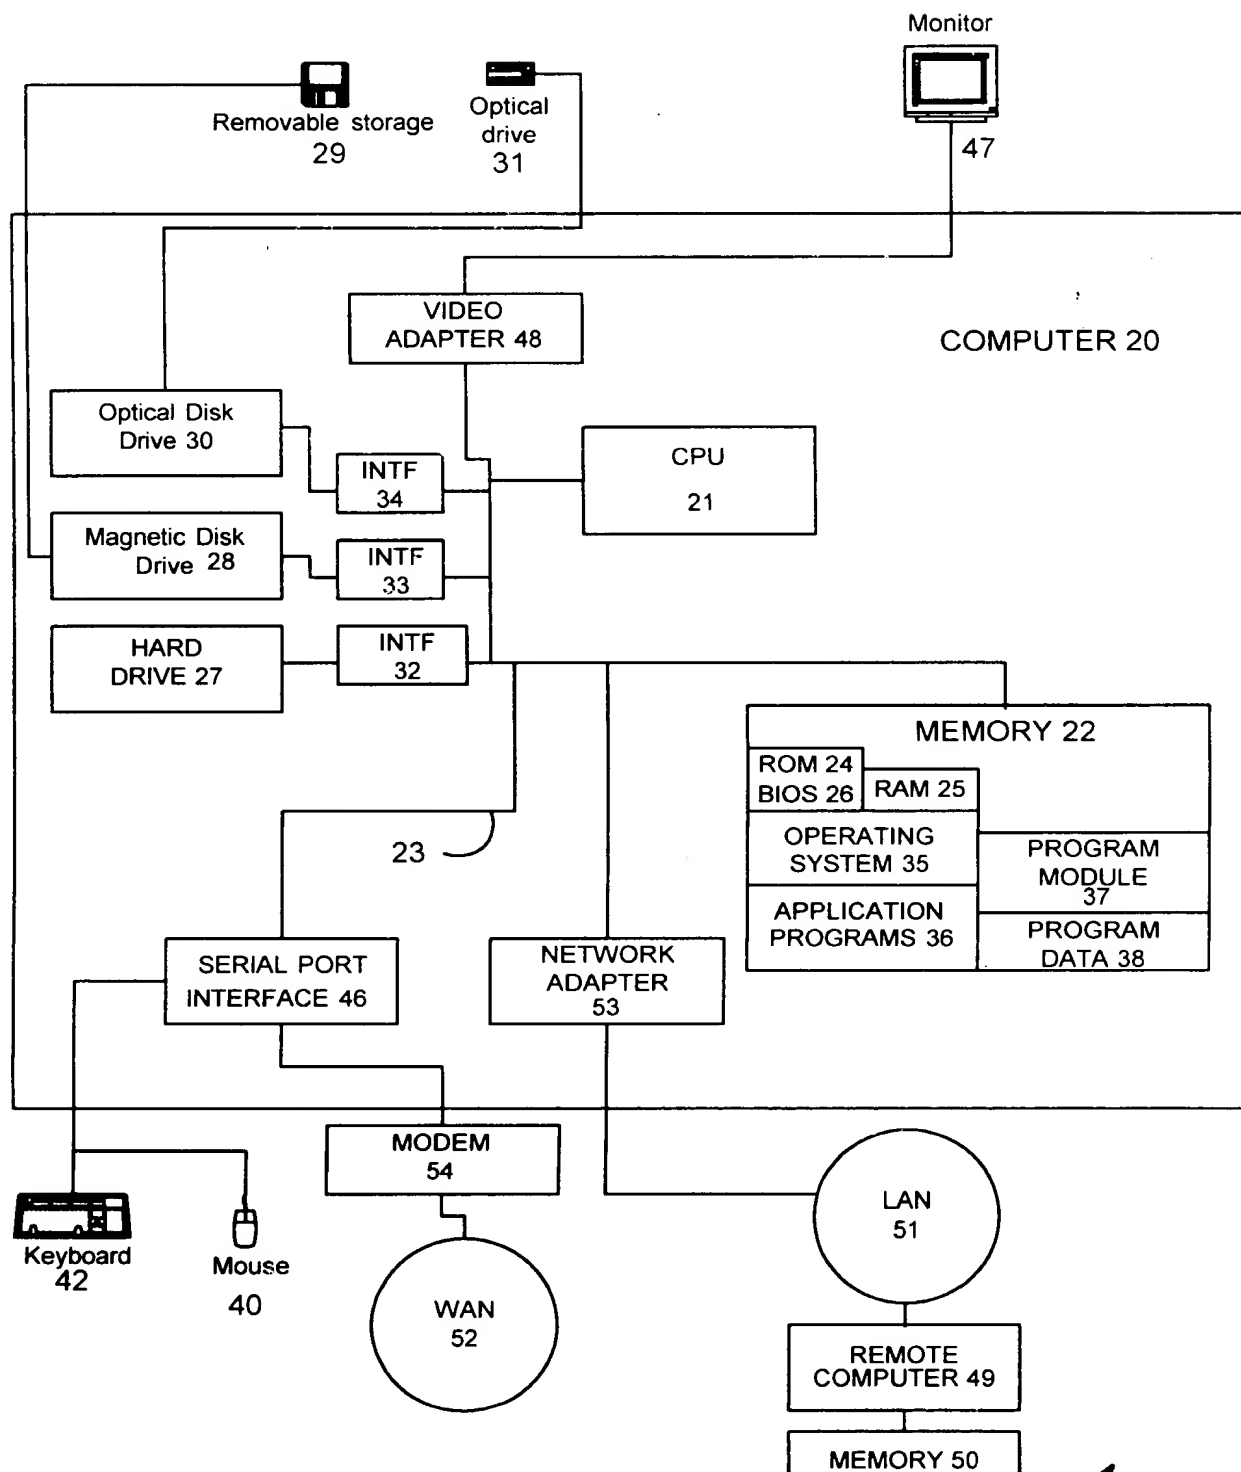 Monitor
47
Removable storage
29
Optical
drive
31
VIDEO
ADAPTER 48
COMPUTER 20
Optical Disk
Drive 30
INTF
34
CPU
21
Magnetic Disk
Drive 28
INTF
33
HARD
DRIVE 27
INTF
32
MEMORY 22
ROM 24
BIOS 26
RAM 25
OPERATING
SYSTEM 35
PROGRAM
MODULE
37
APPLICATION
PROGRAMS 36
PROGRAM
DATA 38
23
SERIAL PORT
INTERFACE 46
NETWORK
ADAPTER
53
MODEM
54
LAN
51
Keyboard
42
Mouse
40
WAN
52
REMOTE
COMPUTER 49
MEMORY 50